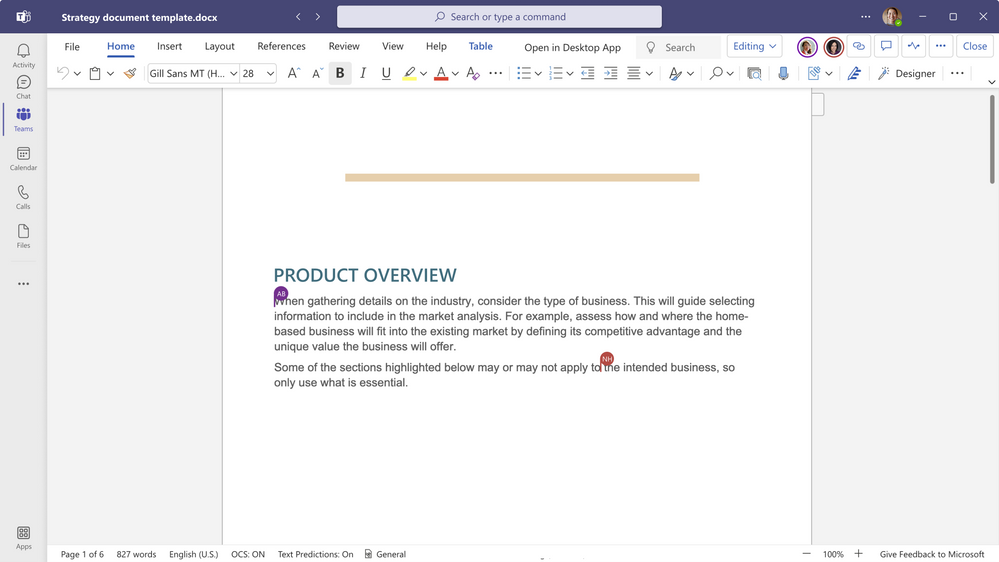 Strategy document template.docx
Search or type a command
File Home Insert Layout References Review View Help Table Open in Desktop App Search Editing Close
Gill Sans MT (H... 28 A A B I U A A Designer
Activity
Chat
Teams
Calendar
Calls
Files
Apps
PRODUCT OVERVIEW
AB
When gathering details on the industry, consider the type of business. This will guide selecting
information to include in the market analysis. For example, assess how and where the home-
based business will fit into the existing market by defining its competitive advantage and the
unique value the business will offer.
NH
Some of the sections highlighted below may or may not apply to the intended business, so
only use what is essential.
Page 1 of 6 827 words English (U.S.) OCS: ON Text Predictions: On General 100% Give Feedback to Microsoft